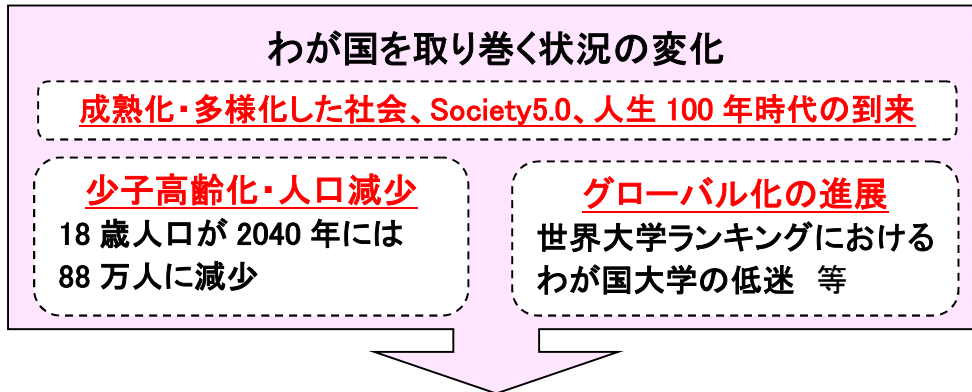 わが国を取り巻く状況の変化
成熟化・多様化した社会、Society5.0、人生 100 年時代の到来
少子高齢化・人口減少
18 歳人口が 2040 年には
88 万人に減少
グローバル化の進展
世界大学ランキングにおける
わが国大学の低迷 等